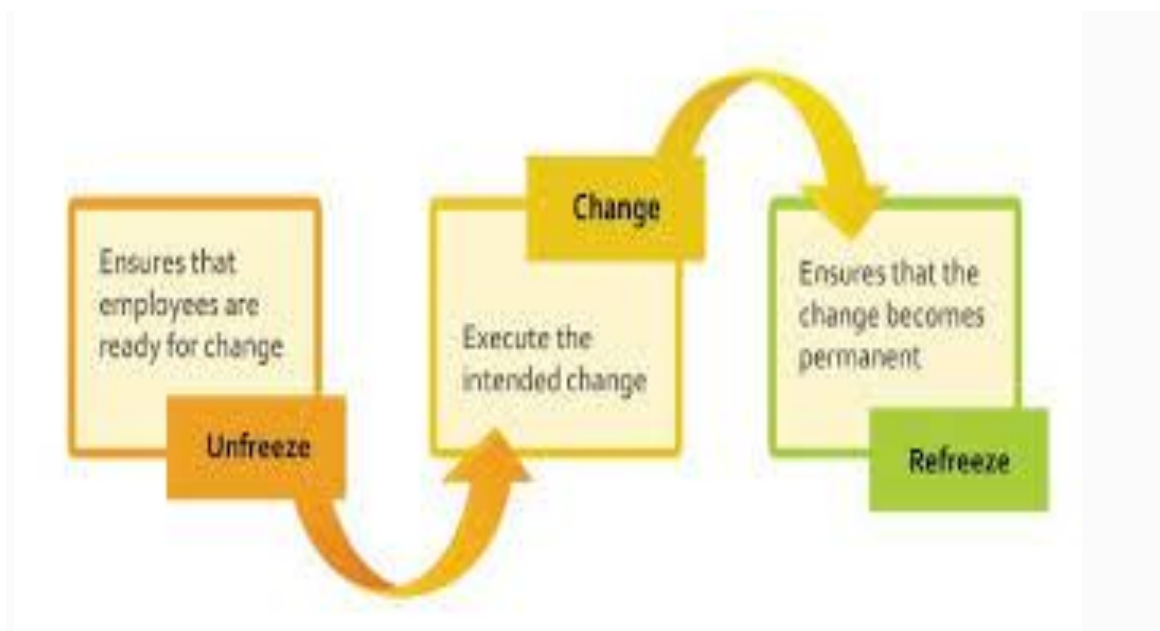 Ensures that
employees are
ready for change
Unfreeze
Change
Execute the
intended change
Ensures that the
change becomes
permanent
Refreeze